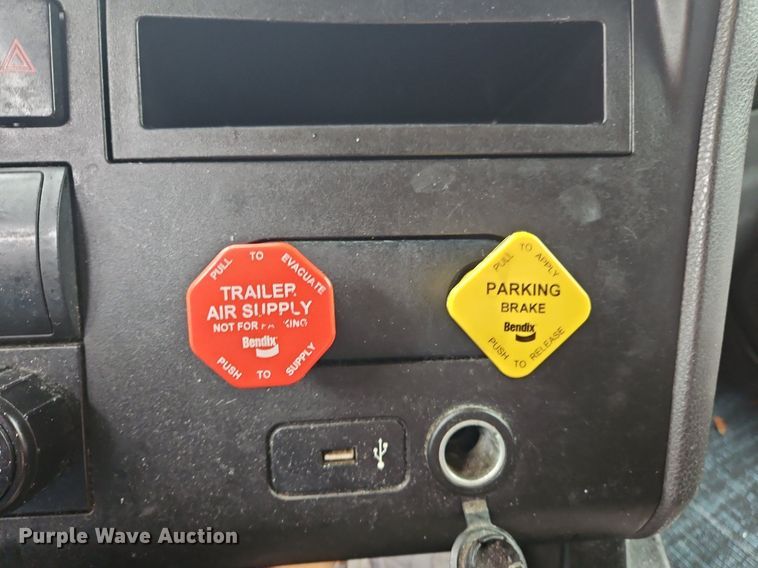 PULL TO EVACUATE
TRAILER
AIR SUPPLY
NOT FOR PARKING
Bendix
PUSH TO SUPPLY
PULL TO APPLY
PARKING
BRAKE
Bendix
PUSH TO RELEASE
Purple Wave Auction